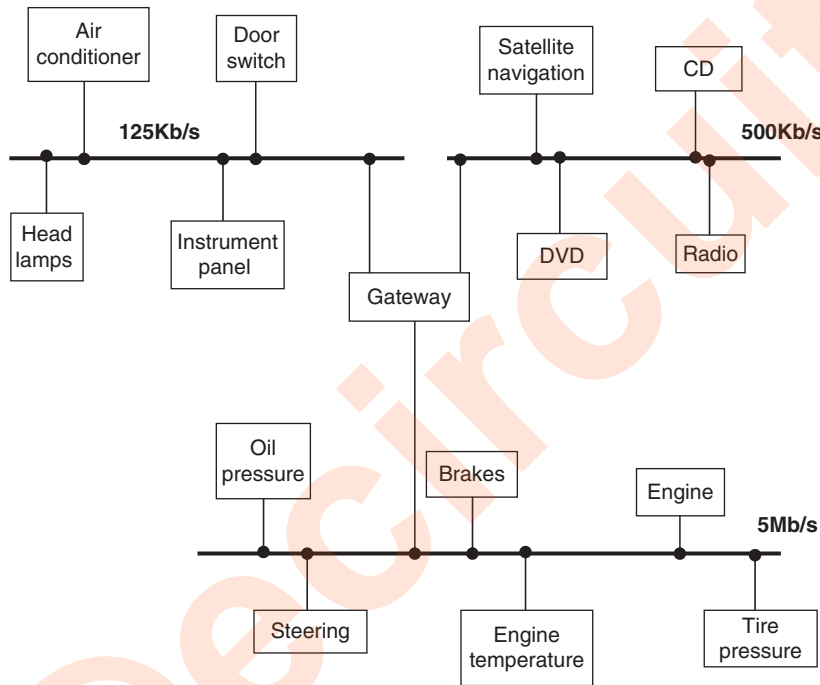 Air
conditioner
Door
switch
Satellite
navigation
CD
125Kb/s
500Kb/s
Head
lamps
Instrument
panel
DVD
Radio
Gateway
Oil
pressure
Brakes
Engine
5Mb/s
Steering
Engine
temperature
Tire
pressure
ecircuit